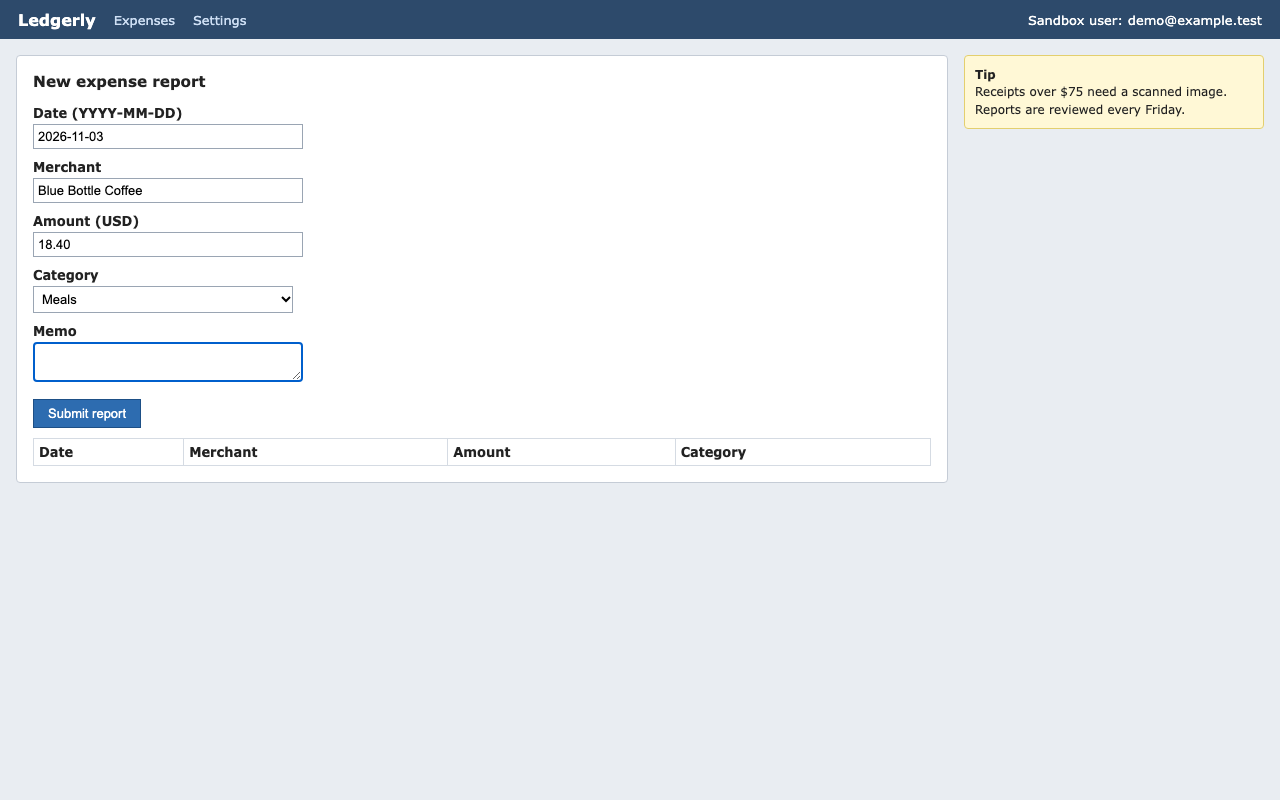 Ledgerly Expenses Settings Sandbox user: demo@example.test
New expense report
Date (YYYY-MM-DD)
2026-11-03
Merchant
Blue Bottle Coffee
Amount (USD)
18.40
Category
Meals
Memo
Submit report
Date Merchant Amount Category
Tip
Receipts over $75 need a scanned image.
Reports are reviewed every Friday.